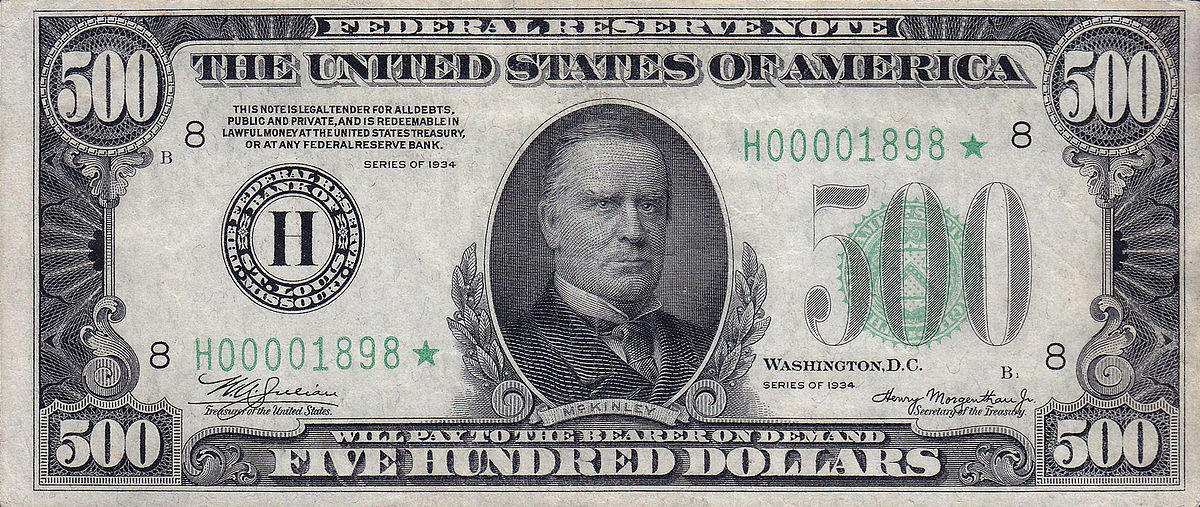 FEDERAL RESERVE NOTE
500
THE UNITED STATES OF AMERICA
500
THIS NOTE IS LEGAL TENDER FOR ALL DEBTS,
PUBLIC AND PRIVATE, AND IS REDEEMABLE IN
LAWFUL MONEY AT THE UNITED STATES TREASURY,
OR AT ANY FEDERAL RESERVE BANK.
B
8
SERIES OF 1934
H00001898★
8
THE FEDERAL RESERVE
BANK OF
ST. LOUIS
MISSOURI
H
500
8
H00001898★
W A Julian
Treasurer of the United States.
McKINLEY
WASHINGTON, D.C.
SERIES OF 1934
8
B1
Henry Morgenthau Jr.
Secretary of the Treasury.
500
WILL PAY TO THE BEARER ON DEMAND
FIVE HUNDRED DOLLARS
500